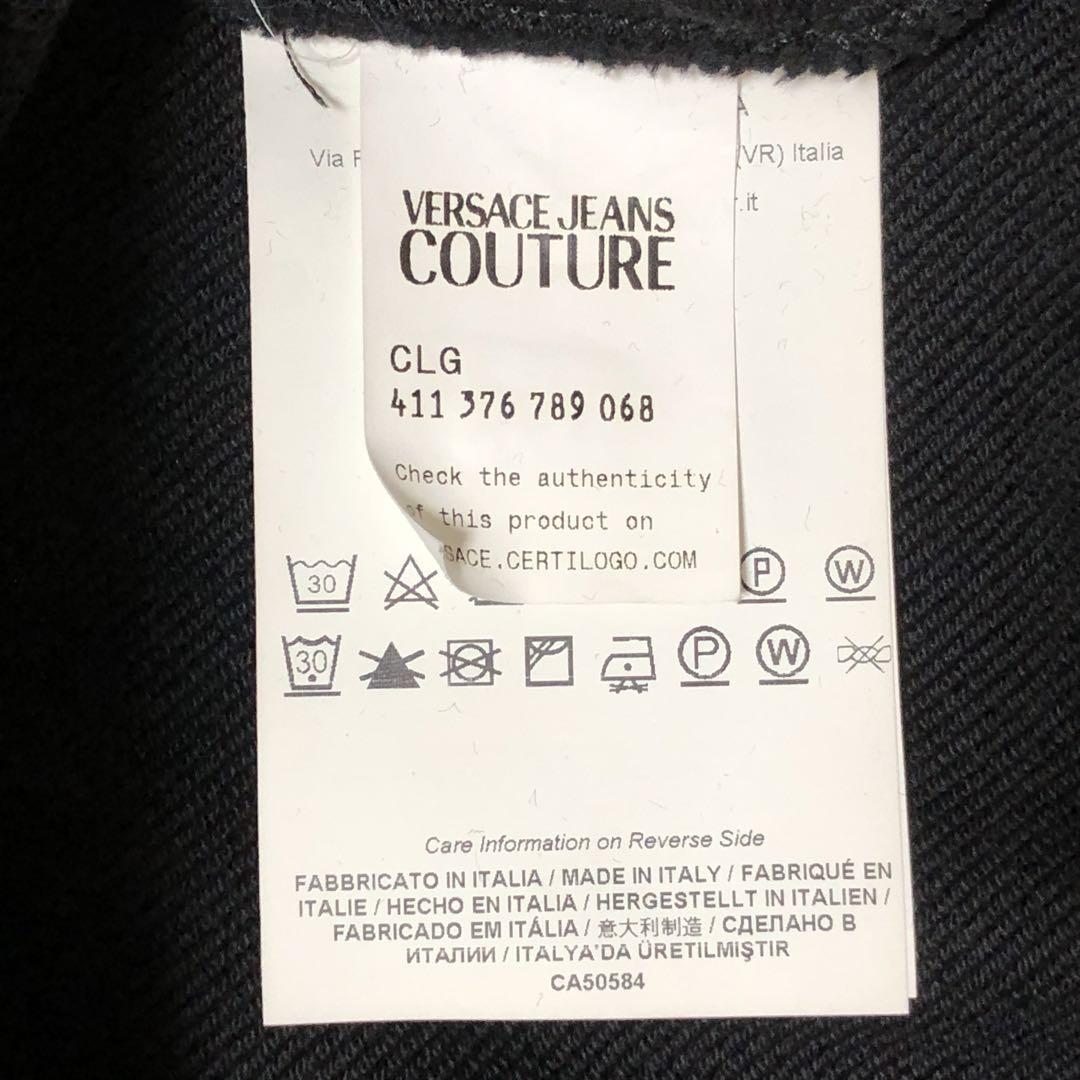 Via
(VR) Italia
.it
VERSACE JEANS
COUTURE
CLG
411 376 789 068
Check the authenticity
of this product on
SACE.CERTILOGO.COM
30
P
W
30
P
W
Care Information on Reverse Side
FABBRICATO IN ITALIA / MADE IN ITALY / FABRIQUÉ EN
ITALIE / HECHO EN ITALIA / HERGESTELLT IN ITALIEN /
FABRICADO EM ITÁLIA / 意大利制造 / СДЕЛАНО В
ИТАЛИИ / ITALYA'DA ÜRETILMIŞTIR
CA50584